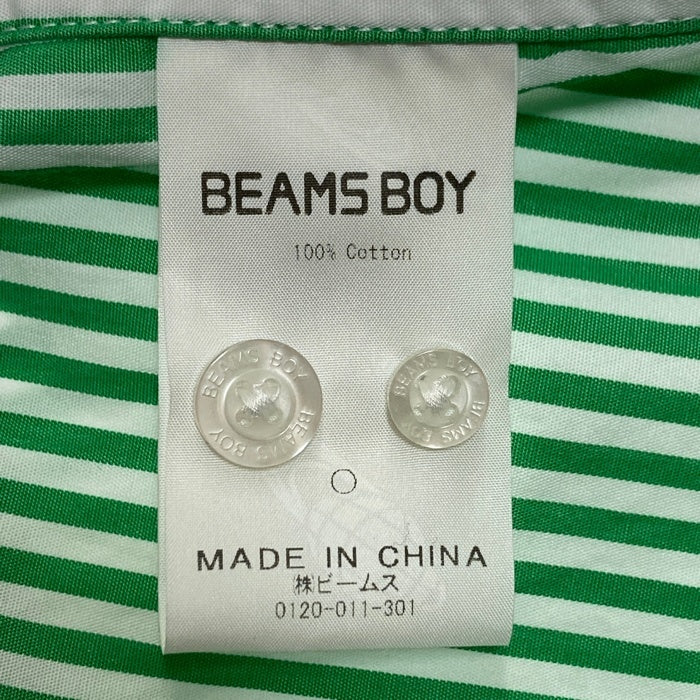 BEAMS BOY
100% Cotton
BEAMS BOY BEAMS BOY
BEAMS BOY BEAMS BOY
MADE IN CHINA
㈱ビームス
0120-011-301